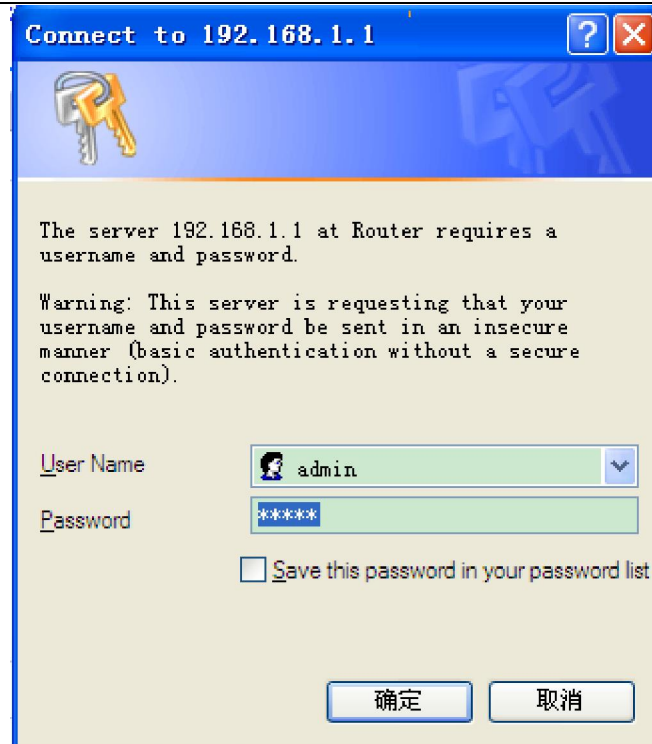 Connect to 192.168.1.1
The server 192.168.1.1 at Router requires a
username and password.
Warning: This server is requesting that your
username and password be sent in an insecure
manner (basic authentication without a secure
connection).
User Name
admin
Password
*****
Save this password in your password list
确定
取消